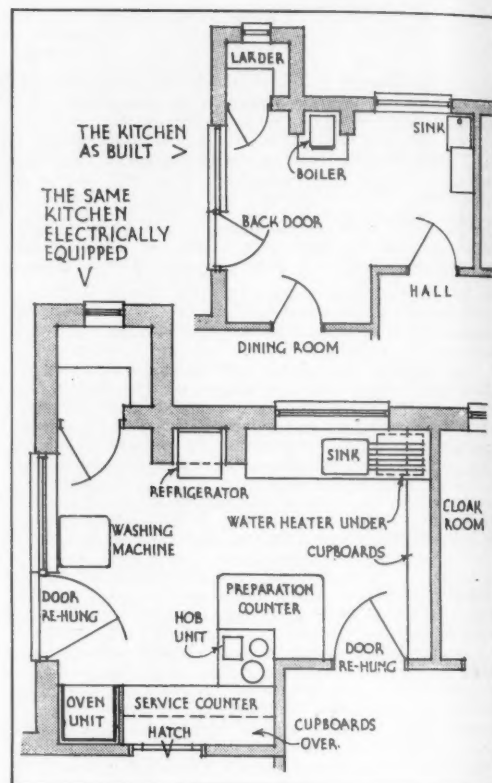 LARDER
THE KITCHEN
AS BUILT >
SINK
BOILER
BACK DOOR
HALL
DINING ROOM
THE SAME
KITCHEN
ELECTRICALLY
EQUIPPED
SINK
REFRIGERATOR
WATER HEATER UNDER
CLOAK
ROOM
CUPBOARDS
WASHING
MACHINE
PREPARATION
COUNTER
DOOR
RE-HUNG
HOB
UNIT
DOOR
RE-HUNG
OVEN
UNIT
SERVICE COUNTER
CUPBOARDS
OVER.
HATCH